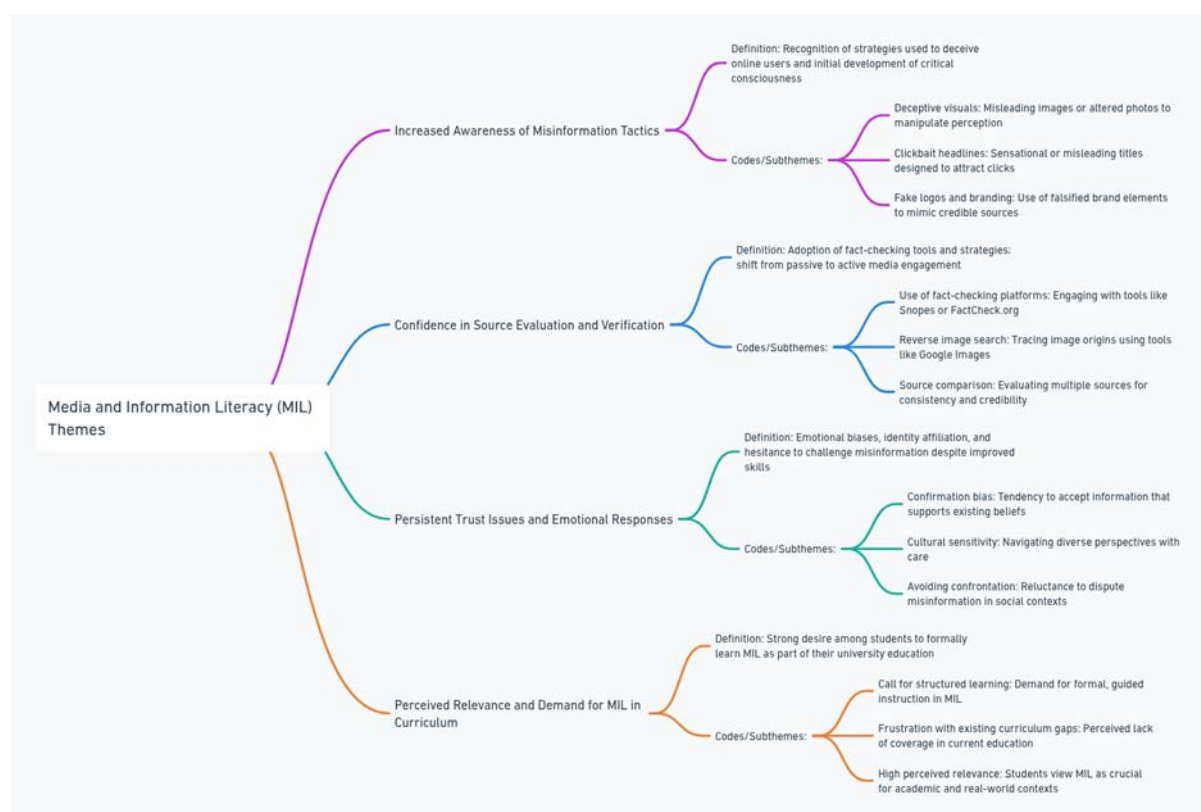 Media and Information Literacy (MIL)
Themes
Increased Awareness of Misinformation Tactics
Definition: Recognition of strategies used to deceive
online users and initial development of critical
consciousness
Codes/Subthemes:
Deceptive visuals: Misleading images or altered photos to
manipulate perception
Clickbait headlines: Sensational or misleading titles
designed to attract clicks
Fake logos and branding: Use of falsified brand elements
to mimic credible sources
Confidence in Source Evaluation and Verification
Definition: Adoption of fact-checking tools and strategies;
shift from passive to active media engagement
Codes/Subthemes:
Use of fact-checking platforms: Engaging with tools like
Snopes or FactCheck.org
Reverse image search: Tracing image origins using tools
like Google Images
Source comparison: Evaluating multiple sources for
consistency and credibility
Persistent Trust Issues and Emotional Responses
Definition: Emotional biases, identity affiliation, and
hesitance to challenge misinformation despite improved
skills
Codes/Subthemes:
Confirmation bias: Tendency to accept information that
supports existing beliefs
Cultural sensitivity: Navigating diverse perspectives with
care
Avoiding confrontation: Reluctance to dispute
misinformation in social contexts
Perceived Relevance and Demand for MIL in
Curriculum
Definition: Strong desire among students to formally
learn MIL as part of their university education
Codes/Subthemes:
Call for structured learning: Demand for formal, guided
instruction in MIL
Frustration with existing curriculum gaps: Perceived lack
of coverage in current education
High perceived relevance: Students view MIL as crucial
for academic and real-world contexts